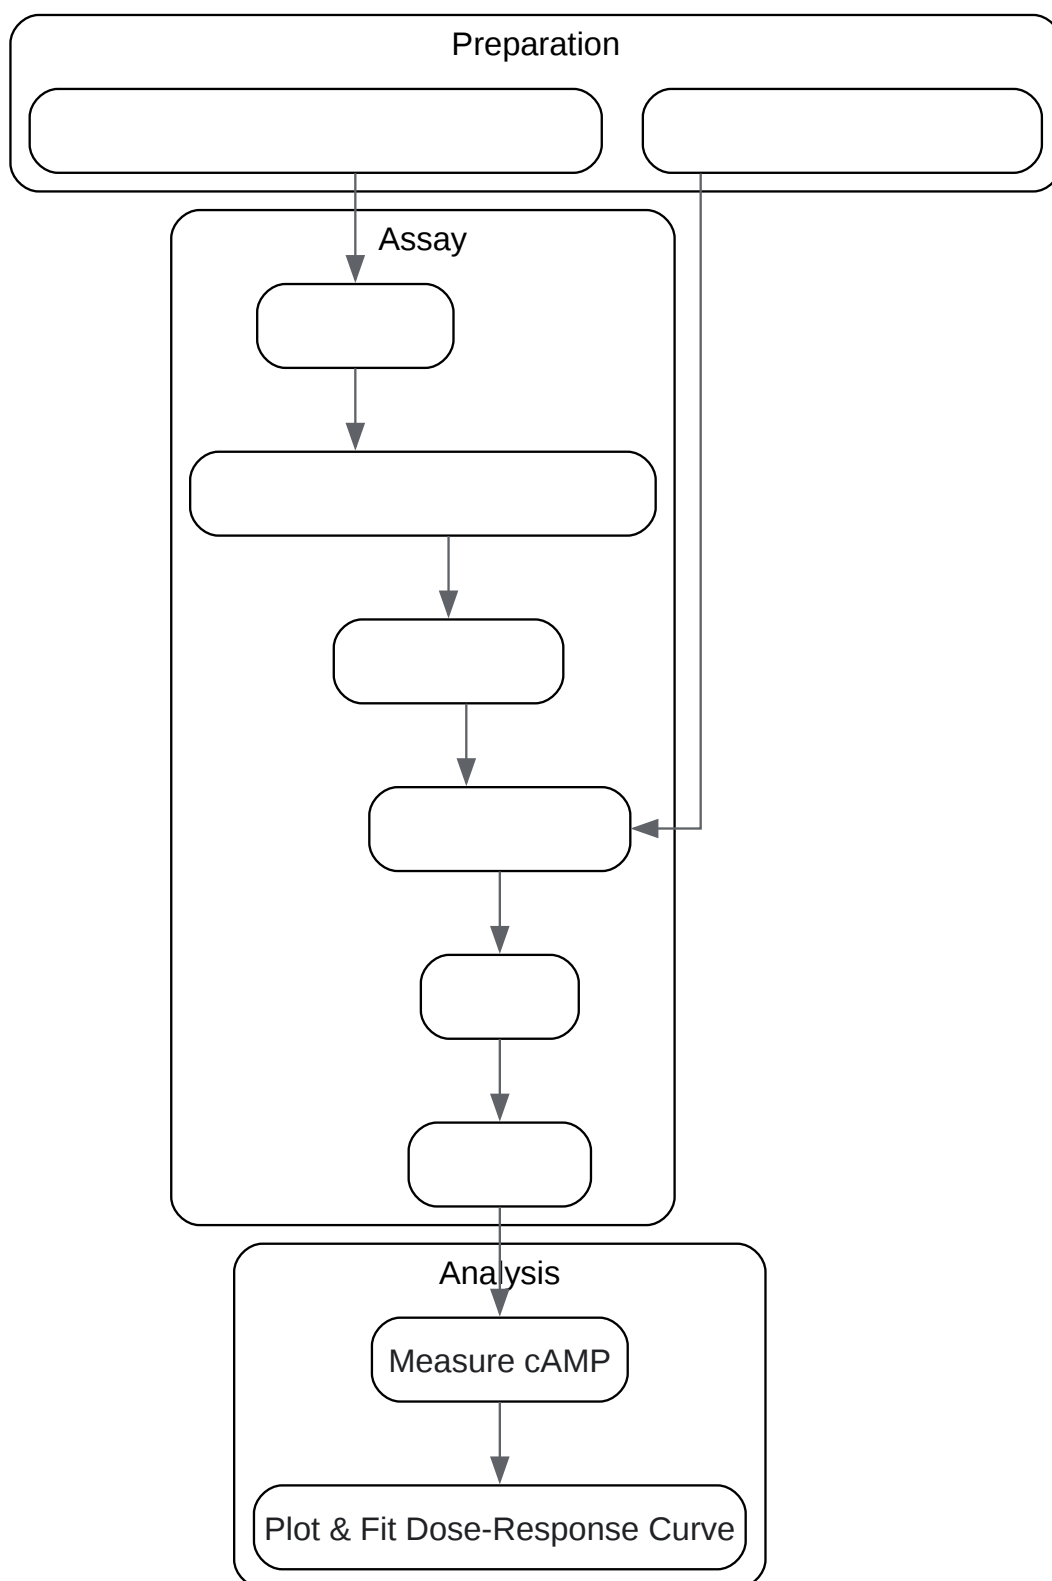 Preparation
Assay
Analysis
Measure cAMP
Plot & Fit Dose-Response Curve